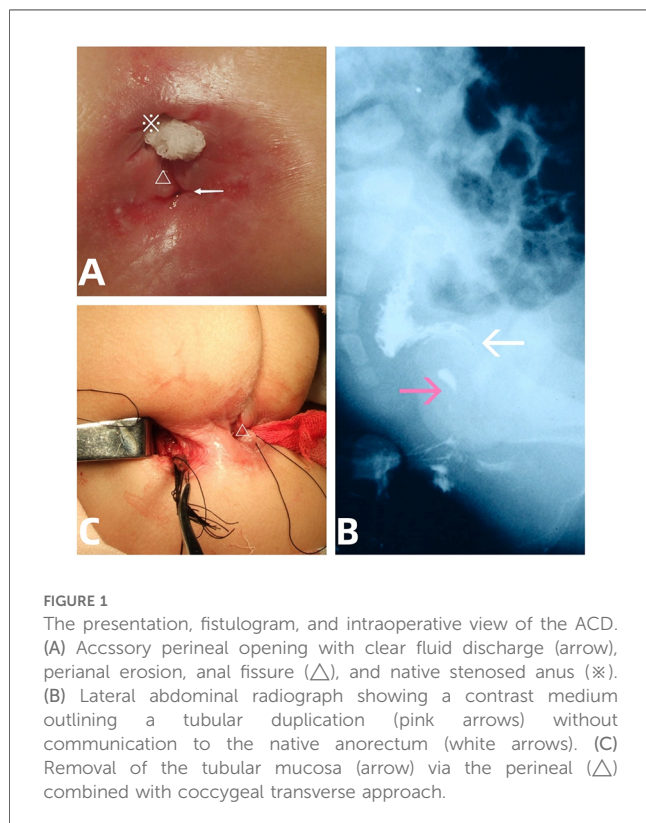 A
B
C
FIGURE 1
The presentation, fistulogram, and intraoperative view of the ACD.
(A) Accssory perineal opening with clear fluid discharge (arrow),
perianal erosion, anal fissure (△), and native stenosed anus (※).
(B) Lateral abdominal radiograph showing a contrast medium
outlining a tubular duplication (pink arrows) without
communication to the native anorectum (white arrows). (C)
Removal of the tubular mucosa (arrow) via the perineal (△)
combined with coccygeal transverse approach.